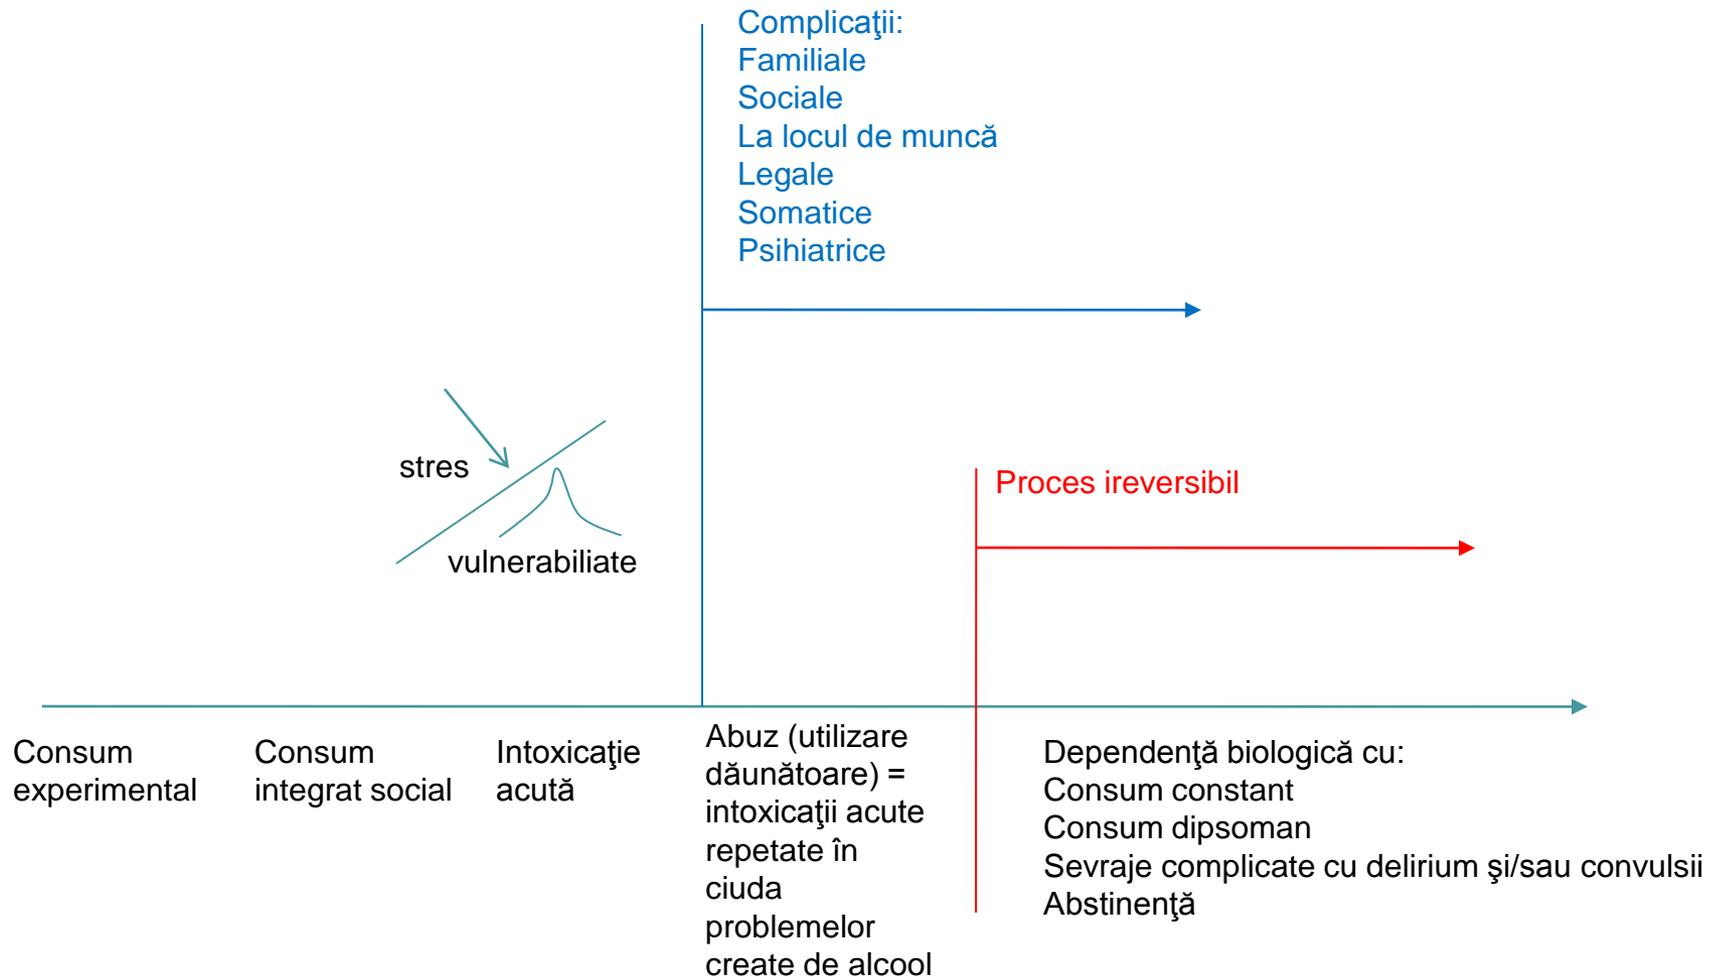 Complicaţii:
Familiale
Sociale
La locul de muncă
Legale
Somatice
Psihiatrice
stres
vulnerabiliate
Proces ireversibil
Consum
experimental
Consum
integrat social
Intoxicaţie
acută
Abuz (utilizare
dăunătoare) =
intoxicaţii acute
repetate în
ciuda
problemelor
create de alcool
Dependenţă biologică cu:
Consum constant
Consum dipsoman
Sevraje complicate cu delirium şi/sau convulsii
Abstinenţă